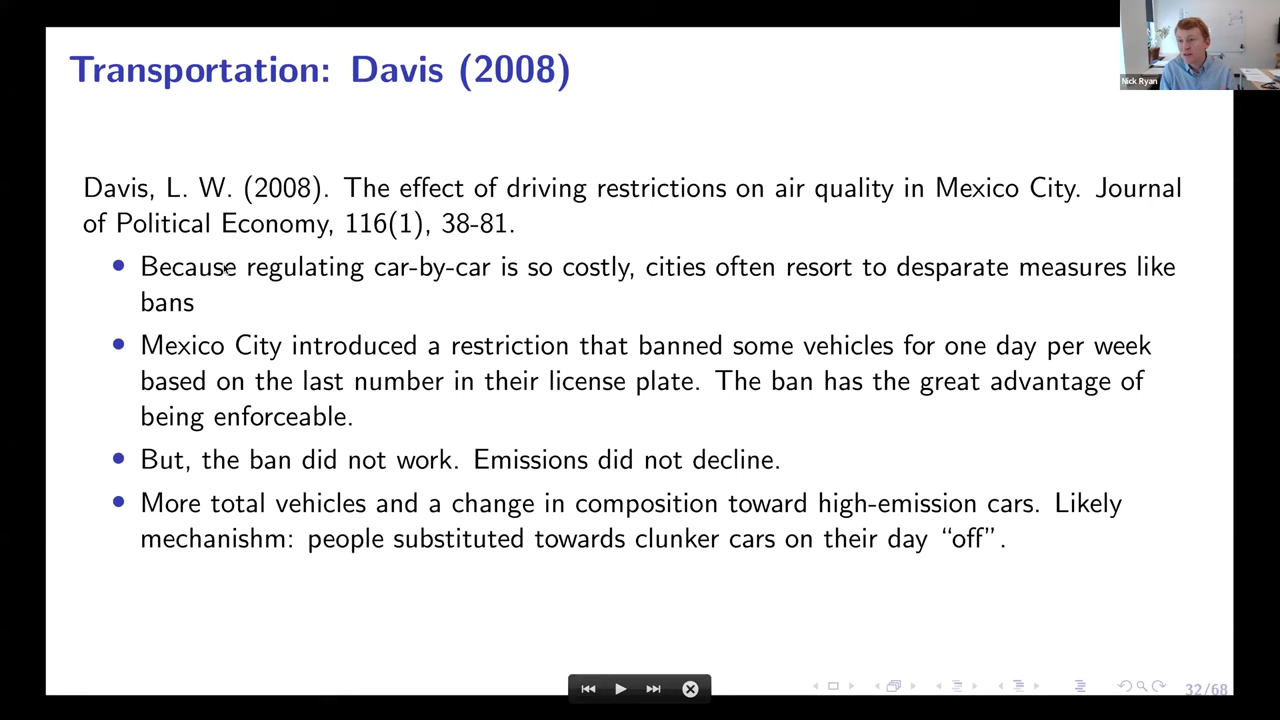 Transportation: Davis (2008)
Nick Ryan
Davis, L. W. (2008). The effect of driving restrictions on air quality in Mexico City. Journal
of Political Economy, 116(1), 38-81.
• Because regulating car-by-car is so costly, cities often resort to desparate measures like
bans
• Mexico City introduced a restriction that banned some vehicles for one day per week
based on the last number in their license plate. The ban has the great advantage of
being enforceable.
• But, the ban did not work. Emissions did not decline.
• More total vehicles and a change in composition toward high-emission cars. Likely
mechanishm: people substituted towards clunker cars on their day “off”.
32/68